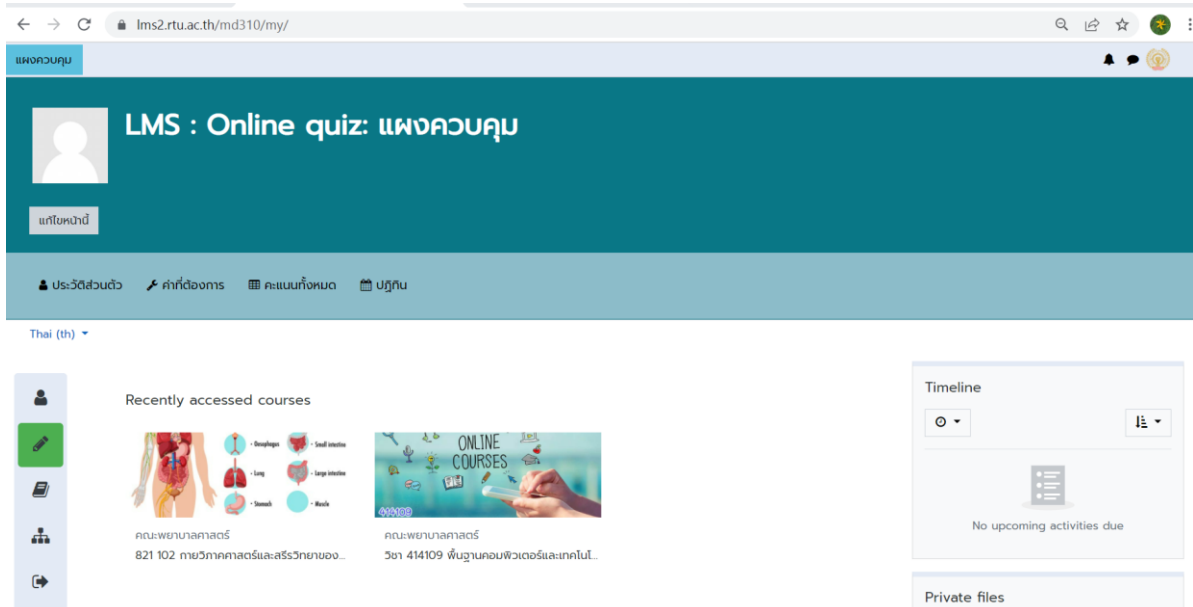 lms2.rtu.ac.th/md310/my/
แผงควบคุม
LMS : Online quiz: แผงควบคุม
แก้ไขหน้านี้
ประวัติส่วนตัว ค่าที่ต้องการ คะแนนทั้งหมด ปฏิทิน
Thai (th)
Recently accessed courses
Oesophagus
Small intestine
Lung
Large intestine
Stomach
Muscle
ONLINE
COURSES
414109
คณะพยาบาลศาสตร์
821 102 กายวิภาคศาสตร์และสรีรวิทยาของ...
คณะพยาบาลศาสตร์
วิชา 414109 พื้นฐานคอมพิวเตอร์และเทคโนโ...
Timeline
No upcoming activities due
Private files